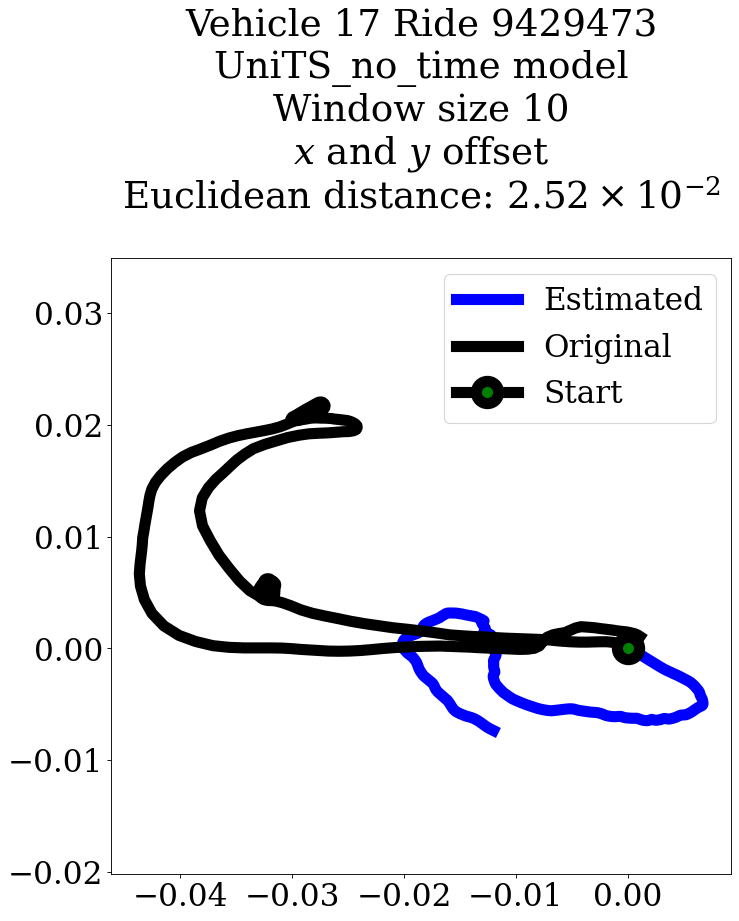 Vehicle 17 Ride 9429473
UniTS_no_time model
Window size 10
x and y offset
Euclidean distance: 2.52 × 10⁻²
Estimated
Original
Start
0.03
0.02
0.01
0.00
−0.01
−0.02
−0.04 −0.03 −0.02 −0.01 0.00